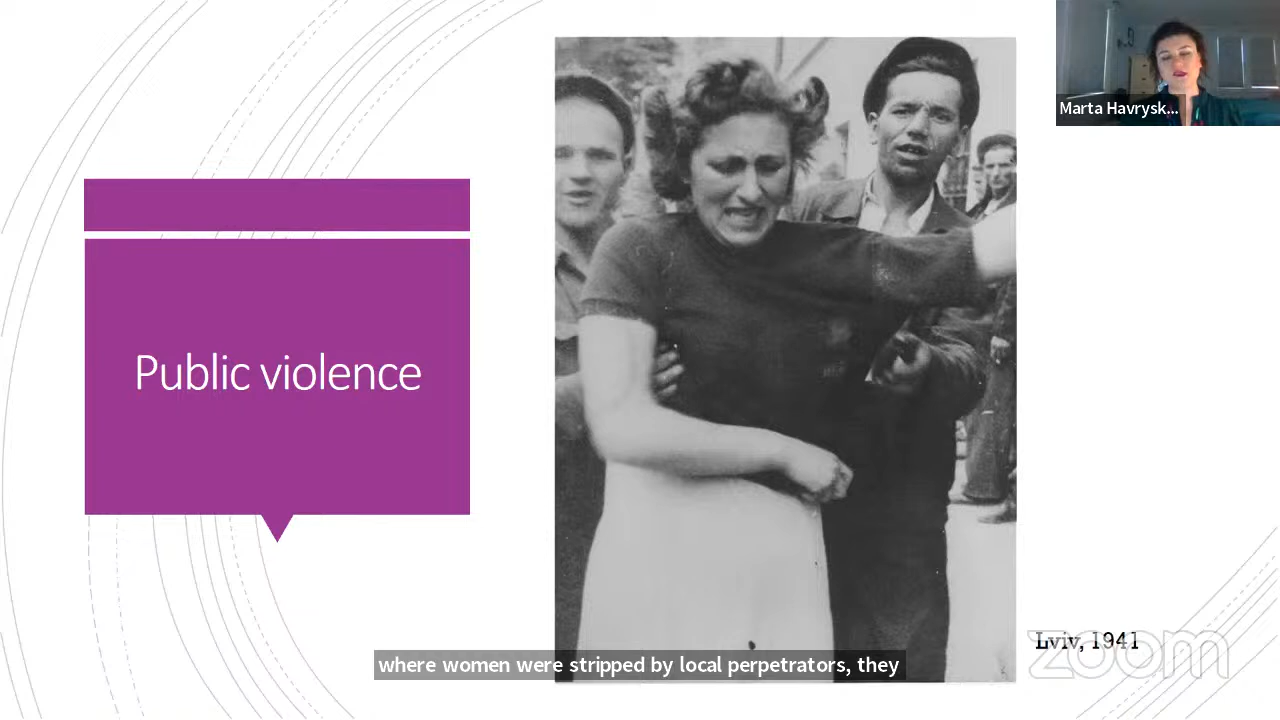 Marta Havrysk...
Public violence
Lviv, 1941
zoom
where women were stripped by local perpetrators, they